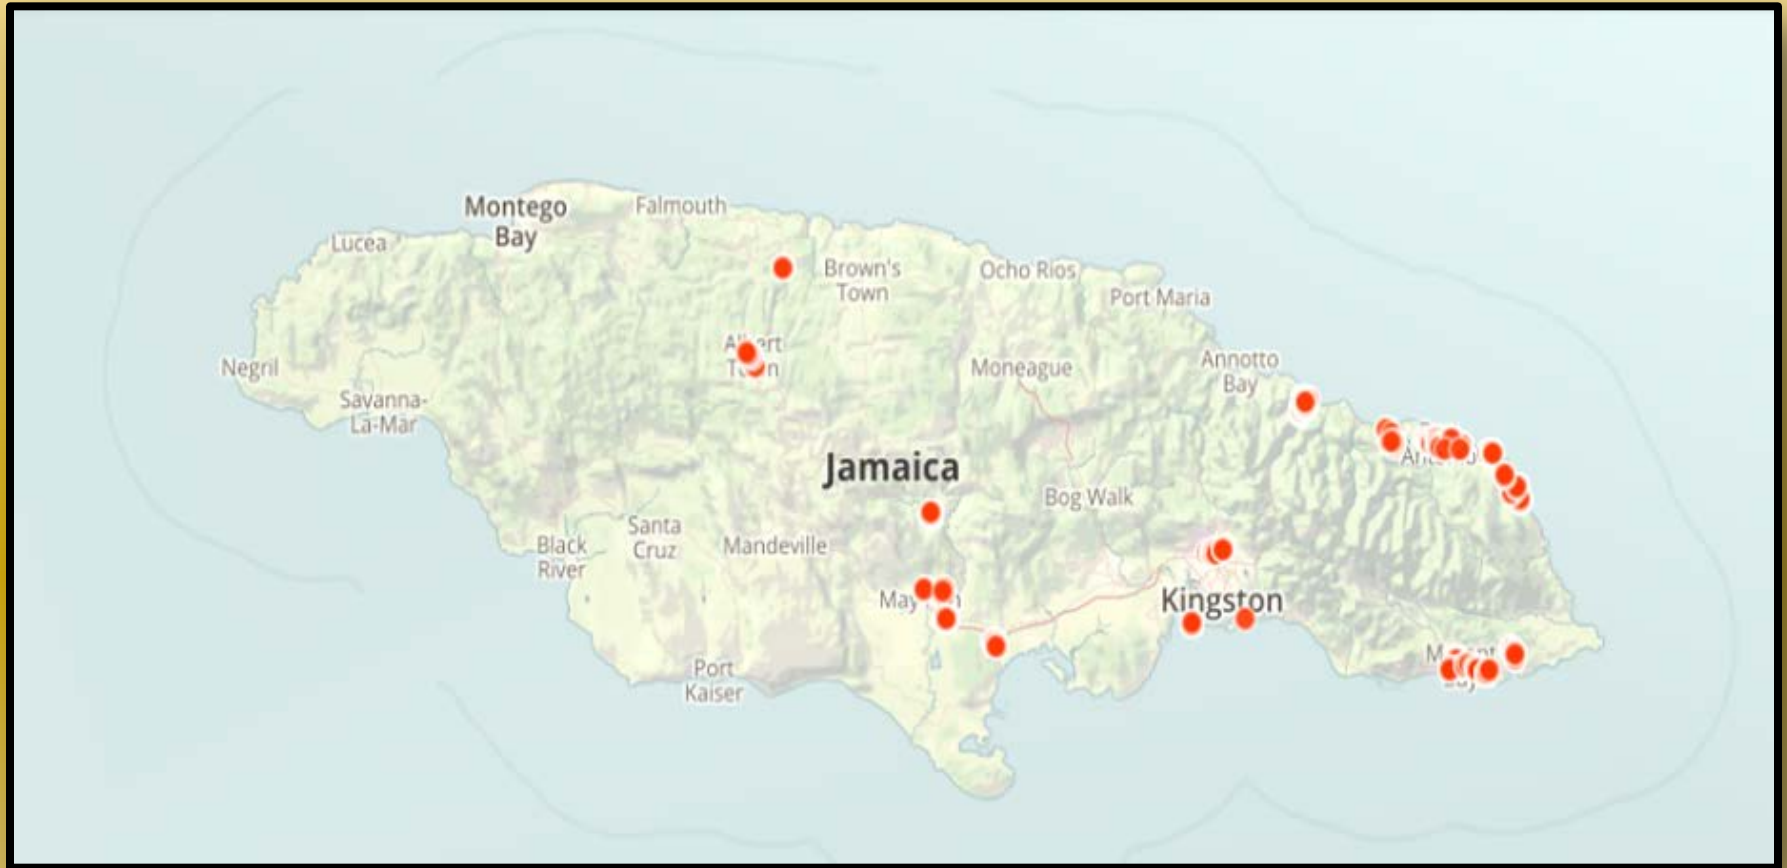 Montego
Bay
Falmouth
Lucea
Brown's
Town
Ocho Rios
Port Maria
Negril
Savanna-
La-Mar
Moneague
Annotto
Bay
Jamaica
Bog Walk
Black
River
Santa
Cruz
Mandeville
Kingston
Port
Kaiser